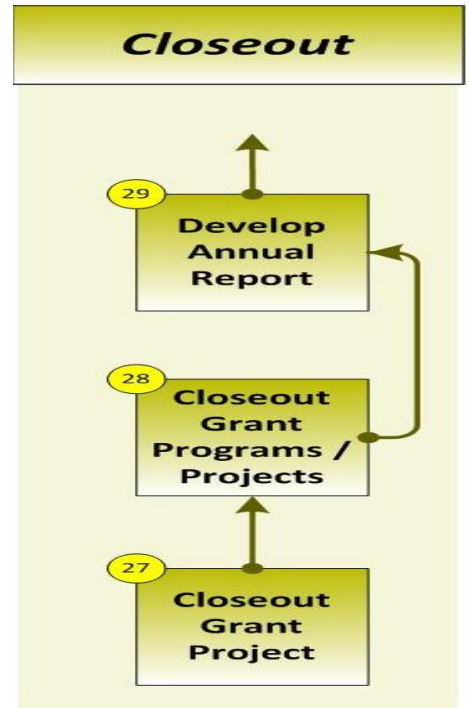 Closeout
29
Develop
Annual
Report
28
Closeout
Grant
Programs /
Projects
27
Closeout
Grant
Project